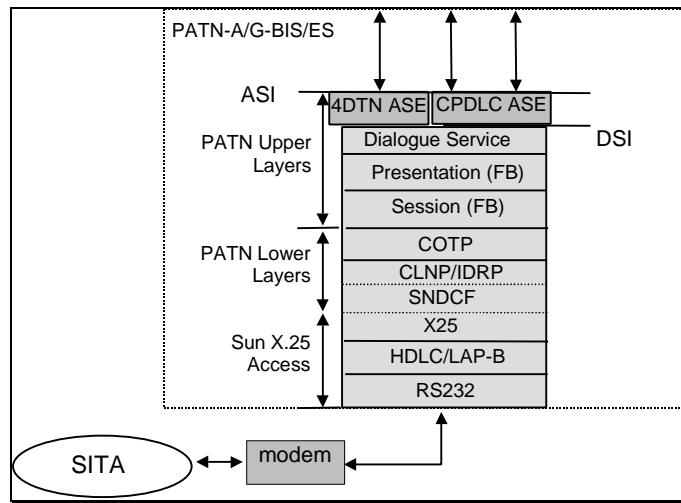 PATN-A/G-BIS/ES
ASI
4DTN ASE
CPDLC ASE
DSI
PATN Upper
Layers
Dialogue Service
Presentation (FB)
Session (FB)
PATN Lower
Layers
COTP
CLNP/IDRP
SNDCF
Sun X.25
Access
X25
HDLC/LAP-B
RS232
SITA
modem